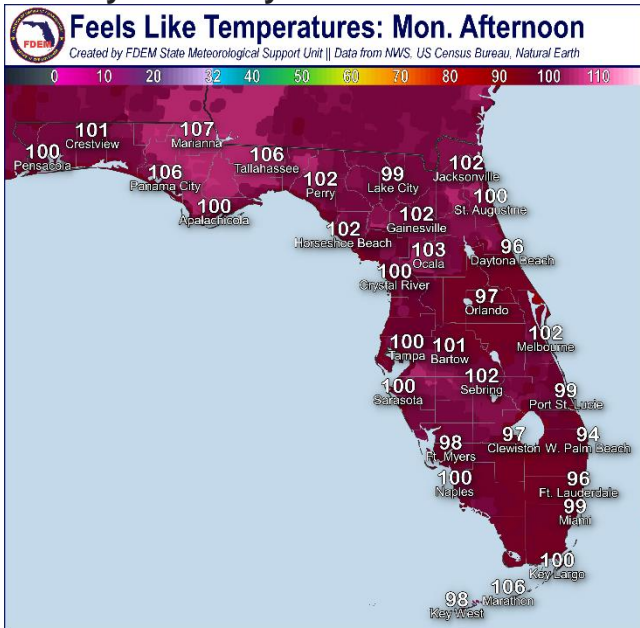 Feels Like Temperatures: Mon. Afternoon
Created by FDEM State Meteorological Support Unit || Data from NWS, US Census Bureau, Natural Earth
FDEM
0 10 20 32 40 50 60 70 80 90 100 110
101
Crestview
107
Marianna
100
Pensacola
106
Panama City
106
Tallahassee
100
Apalachicola
102
Perry
99
Lake City
102
Jacksonville
100
St. Augustine
102
Gainesville
102
Horseshoe Beach
103
Ocala
96
Daytona Beach
100
Crystal River
97
Orlando
102
Melbourne
100
Tampa
101
Bartow
102
Sebring
100
Sarasota
99
Port St. Lucie
98
Ft. Myers
97
Clewiston
94
W. Palm Beach
100
Naples
96
Ft. Lauderdale
99
Miami
100
Key Largo
106
Marathon
98
Key West